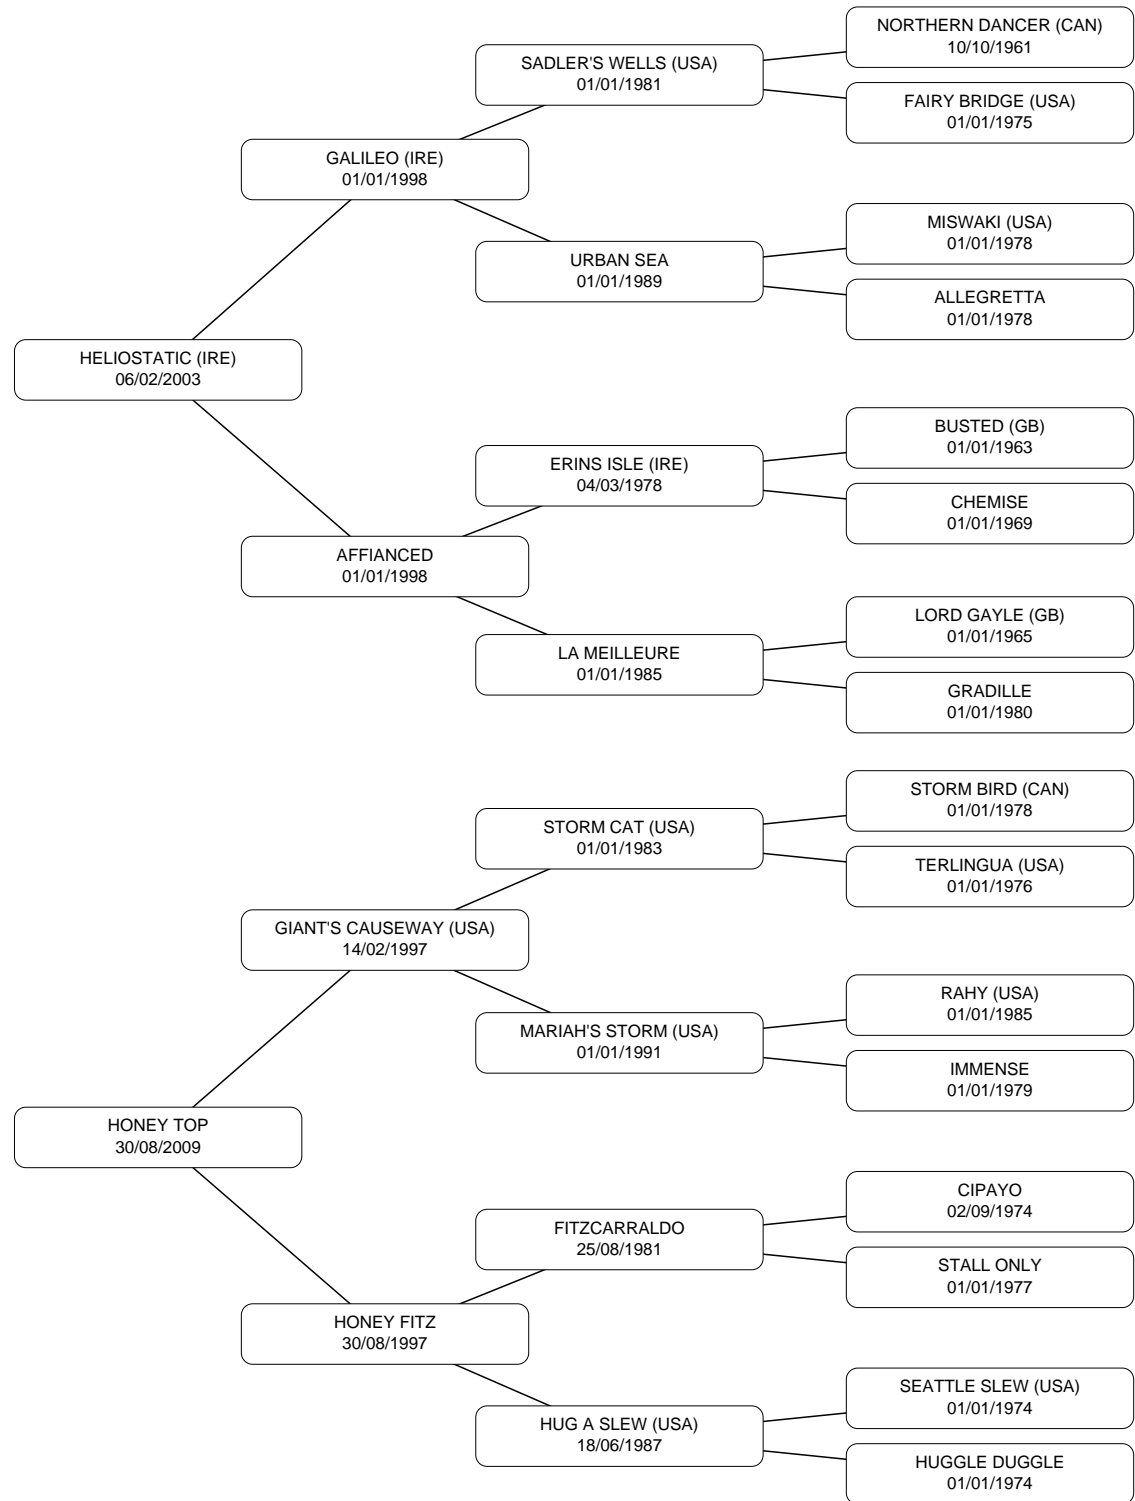 NORTHERN DANCER (CAN)
10/10/1961
SADLER'S WELLS (USA)
01/01/1981
FAIRY BRIDGE (USA)
01/01/1975
GALILEO (IRE)
01/01/1998
MISWAKI (USA)
01/01/1978
URBAN SEA
01/01/1989
ALLEGRETTA
01/01/1978
HELIOSTATIC (IRE)
06/02/2003
BUSTED (GB)
01/01/1963
ERINS ISLE (IRE)
04/03/1978
CHEMISE
01/01/1969
AFFIANCED
01/01/1998
LORD GAYLE (GB)
01/01/1965
LA MEILLEURE
01/01/1985
GRADILLE
01/01/1980
STORM BIRD (CAN)
01/01/1978
STORM CAT (USA)
01/01/1983
TERLINGUA (USA)
01/01/1976
GIANT'S CAUSEWAY (USA)
14/02/1997
RAHY (USA)
01/01/1985
MARIAH'S STORM (USA)
01/01/1991
IMMENSE
01/01/1979
HONEY TOP
30/08/2009
CIPAYO
02/09/1974
FITZCARRALDO
25/08/1981
STALL ONLY
01/01/1977
HONEY FITZ
30/08/1997
SEATTLE SLEW (USA)
01/01/1974
HUG A SLEW (USA)
18/06/1987
HUGGLE DUGGLE
01/01/1974